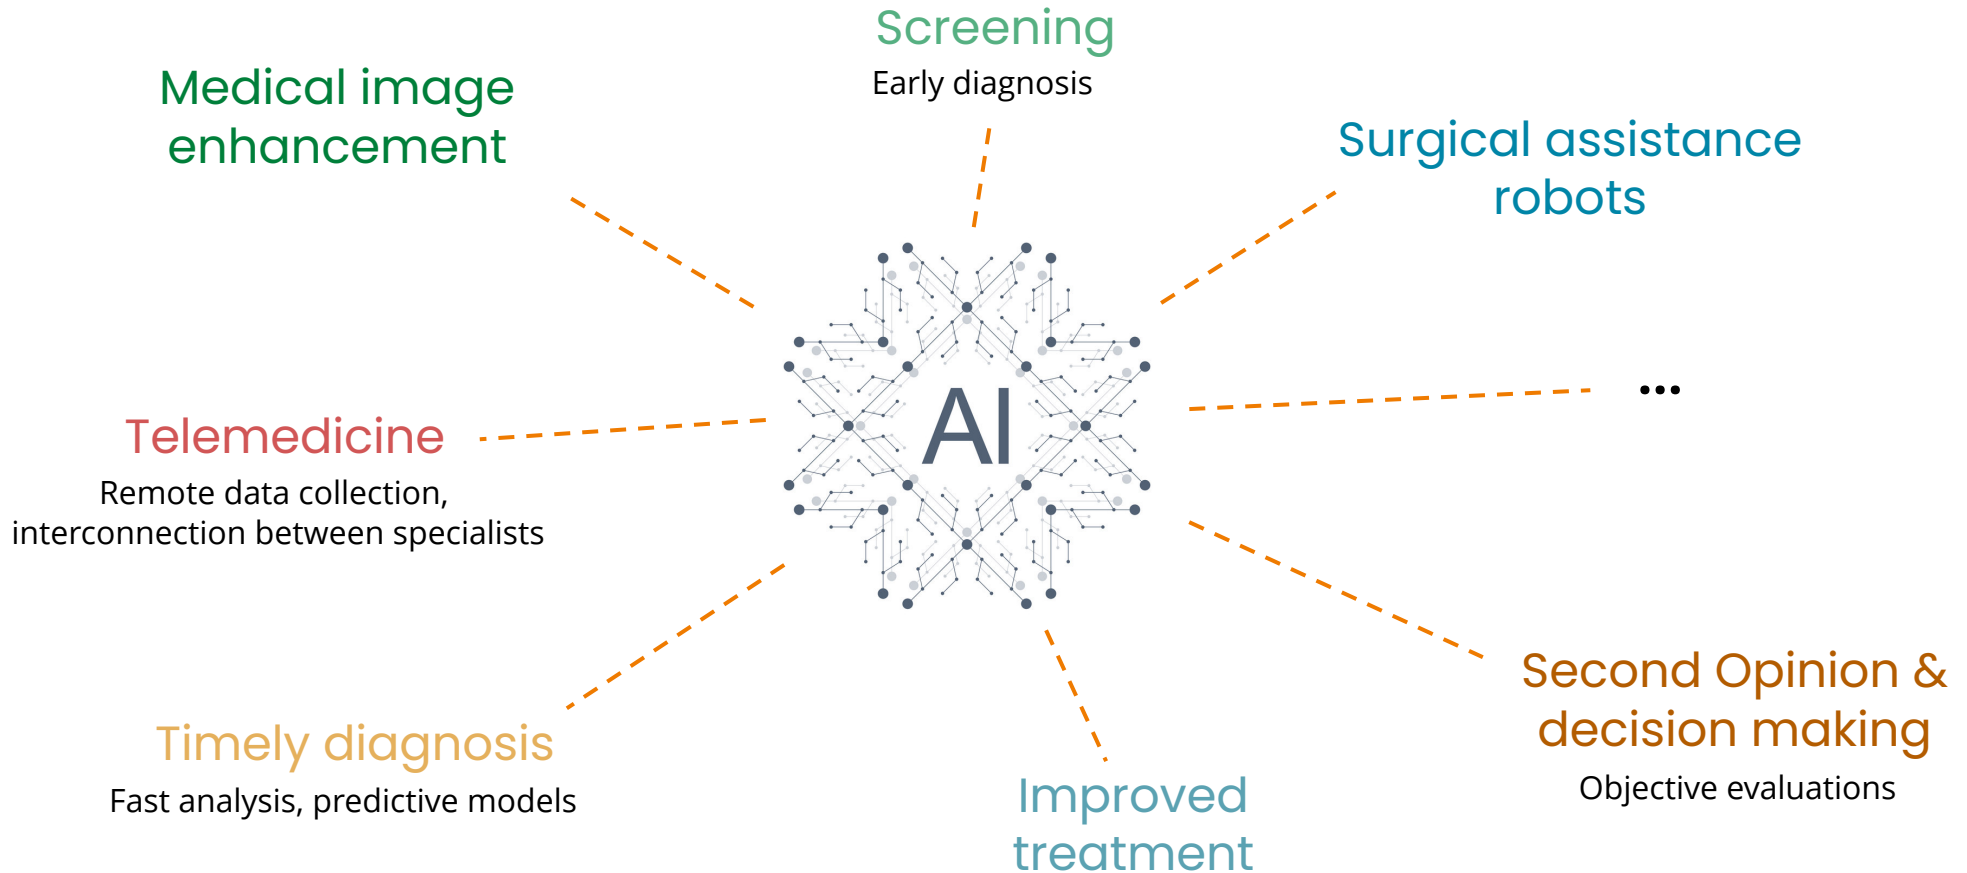 Screening
Early diagnosis
Medical image
enhancement
Surgical assistance
robots
AI
...
Telemedicine
Remote data collection,
interconnection between specialists
Second Opinion &
decision making
Objective evaluations
Timely diagnosis
Fast analysis, predictive models
Improved
treatment